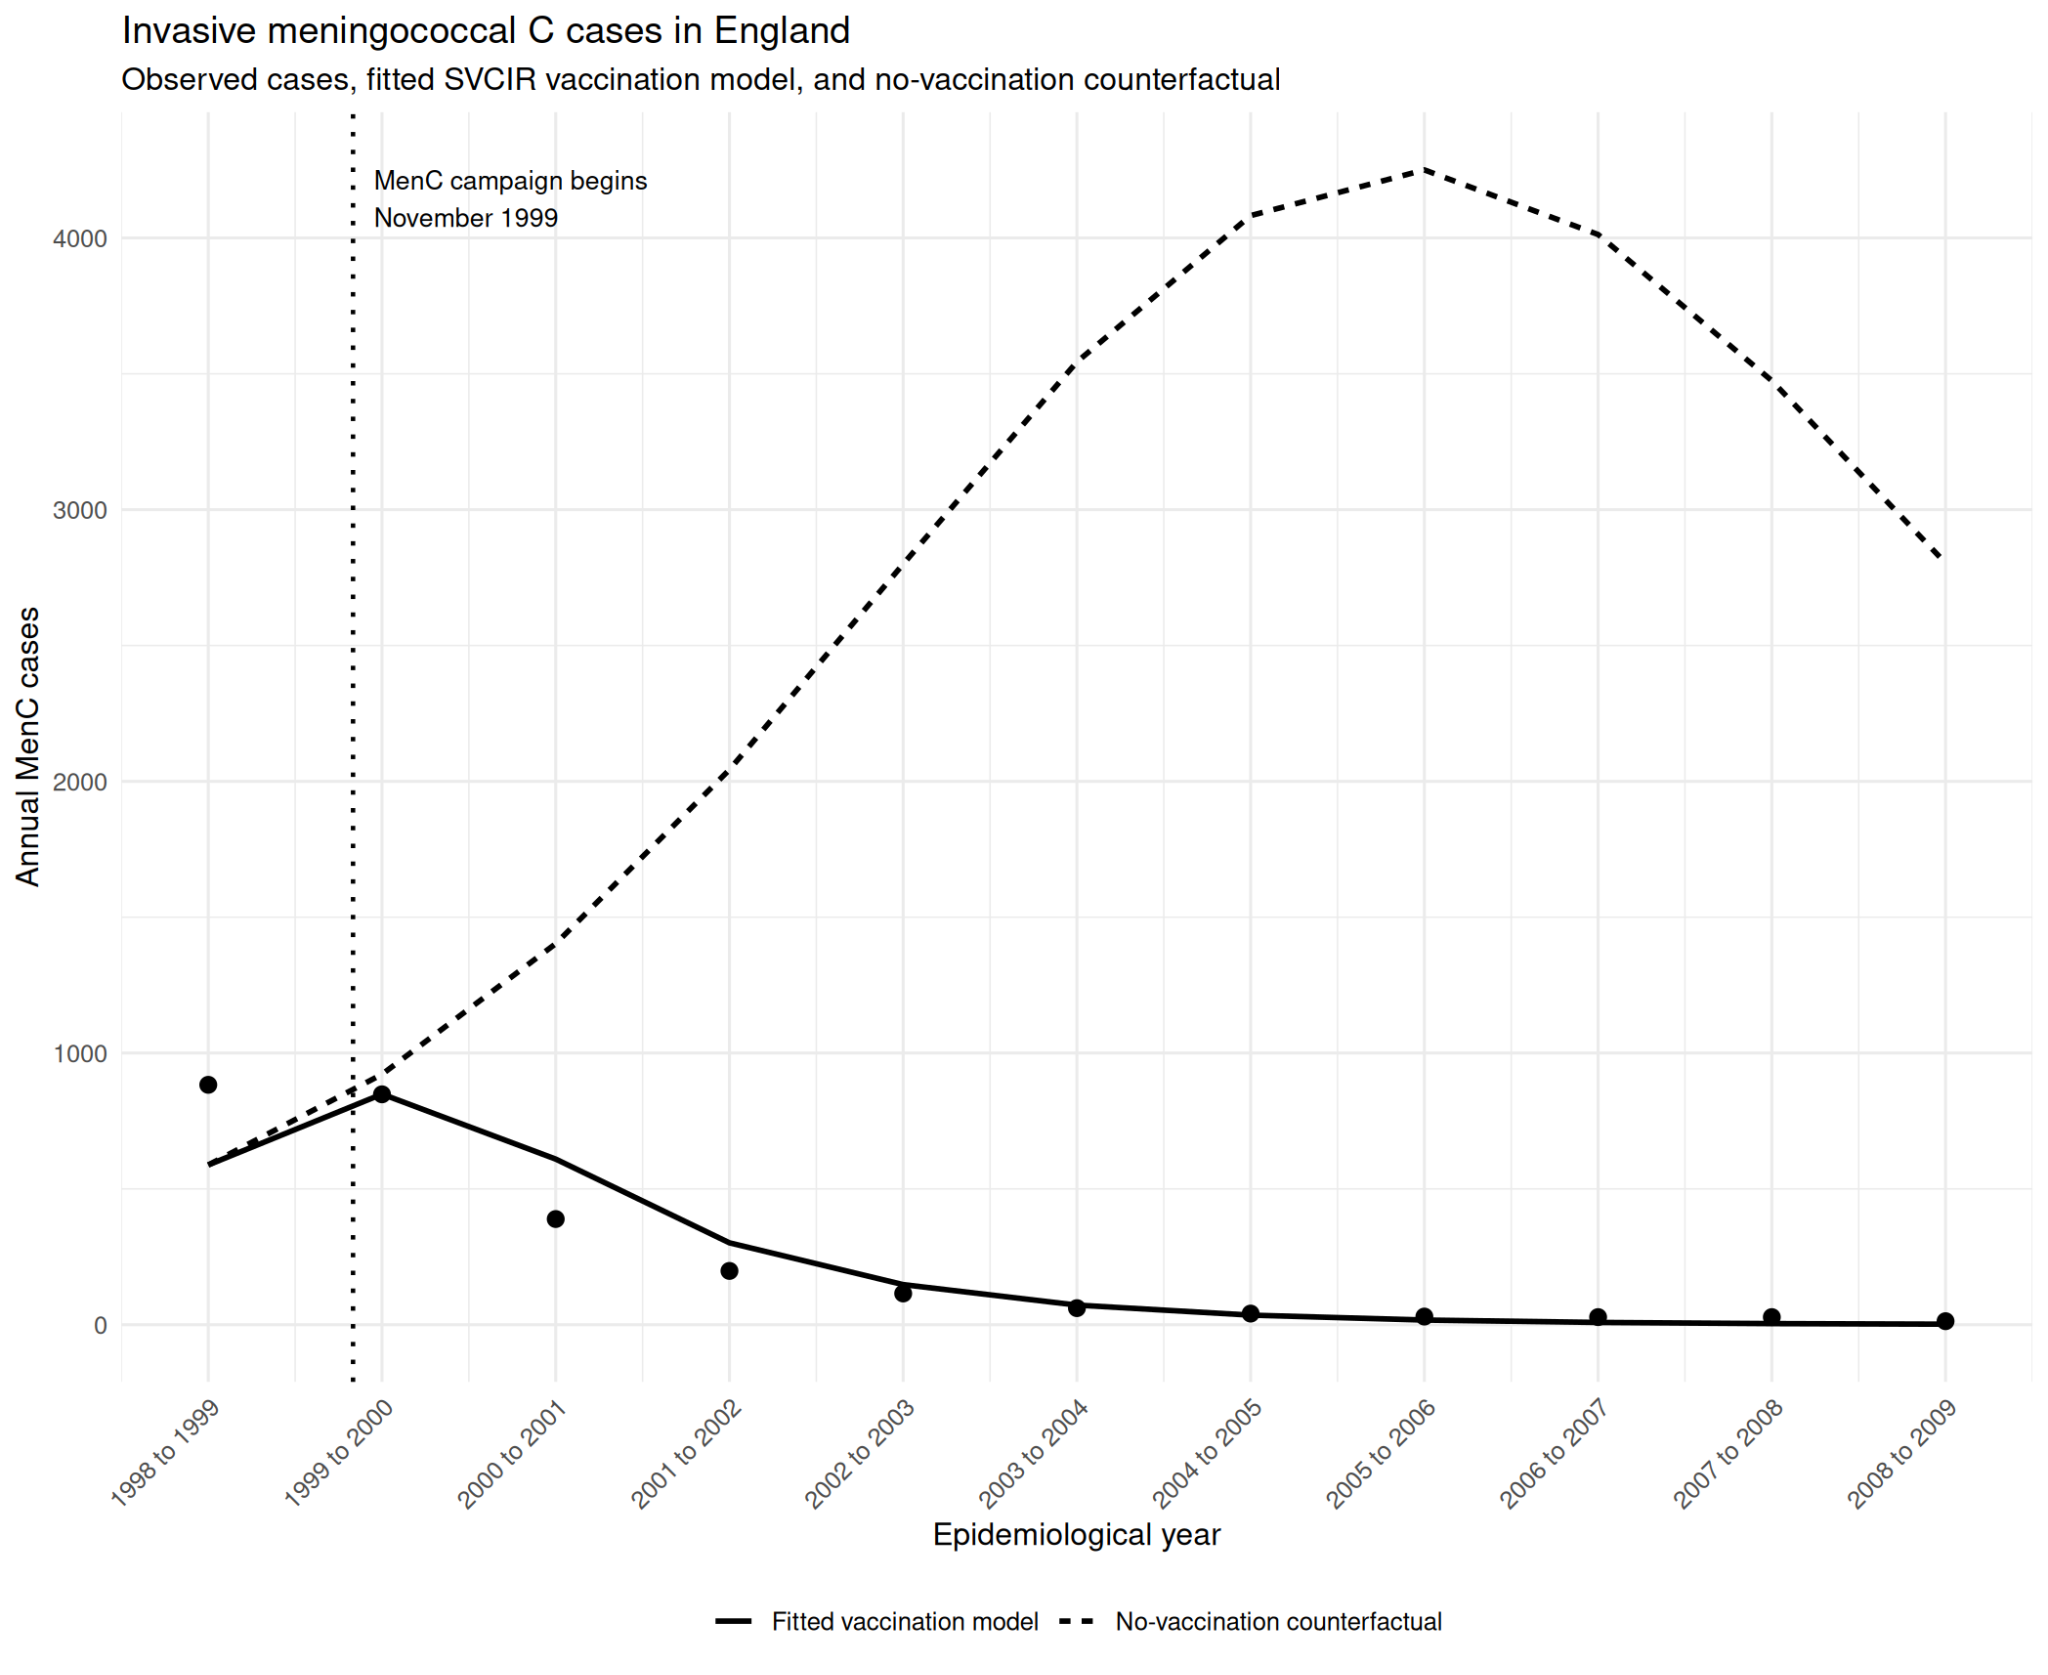 Invasive meningococcal C cases in England
Observed cases, fitted SVCIR vaccination model, and no-vaccination counterfactual
MenC campaign begins
November 1999
Annual MenC cases
4000
3000
2000
1000
0
1998 to 1999
1999 to 2000
2000 to 2001
2001 to 2002
2002 to 2003
2003 to 2004
2004 to 2005
2005 to 2006
2006 to 2007
2007 to 2008
2008 to 2009
Epidemiological year
Fitted vaccination model
No-vaccination counterfactual